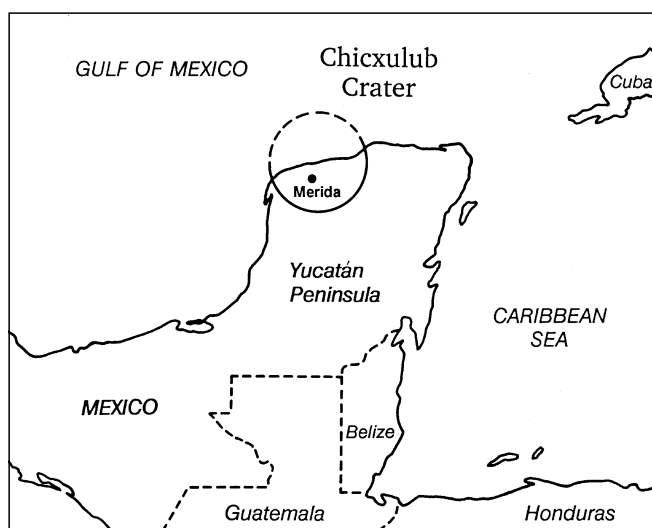 GULF OF MEXICO
Chicxulub
Crater
Cuba
Merida
Yucatán
Peninsula
CARIBBEAN
SEA
MEXICO
Belize
Guatemala
Honduras